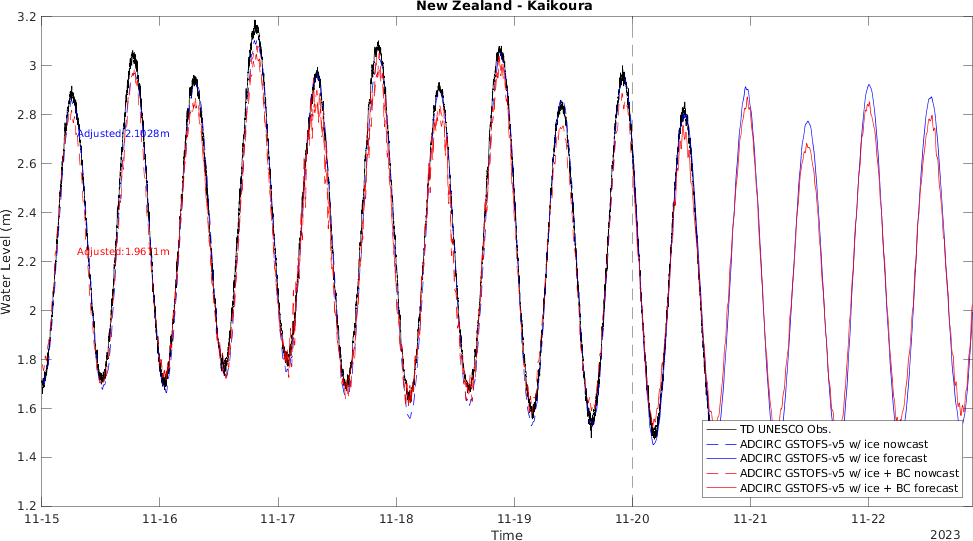 New Zealand - Kaikoura
3.2
3
2.8
2.6
2.4
2.2
2
1.8
1.6
1.4
1.2
Water Level (m)
Adjusted:2.1028m
Adjusted:1.9671m
TD UNESCO Obs.
ADCIRC GSTOFS-v5 w/ ice nowcast
ADCIRC GSTOFS-v5 w/ ice forecast
ADCIRC GSTOFS-v5 w/ ice + BC nowcast
ADCIRC GSTOFS-v5 w/ ice + BC forecast
11-15 11-16 11-17 11-18 11-19 11-20 11-21 11-22
Time
2023